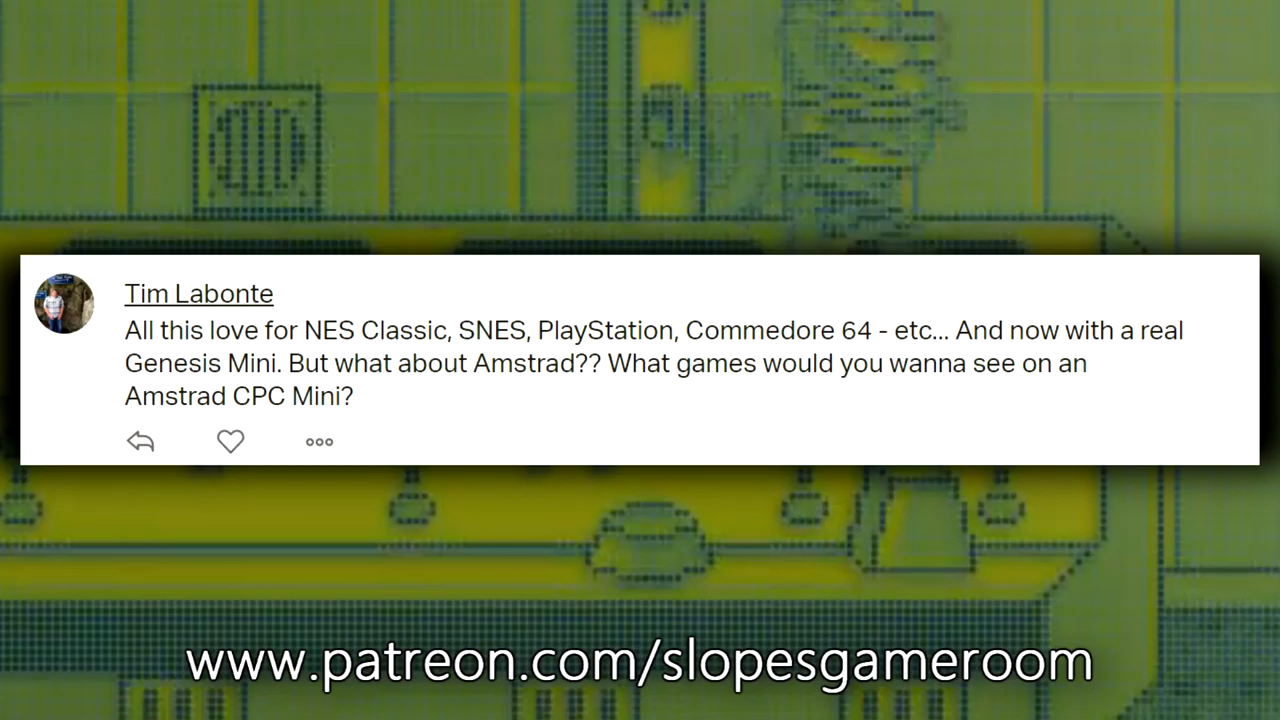 Tim Labonte
All this love for NES Classic, SNES, PlayStation, Commedore 64 - etc... And now with a real
Genesis Mini. But what about Amstrad?? What games would you wanna see on an
Amstrad CPC Mini?
www.patreon.com/slopesgameroom